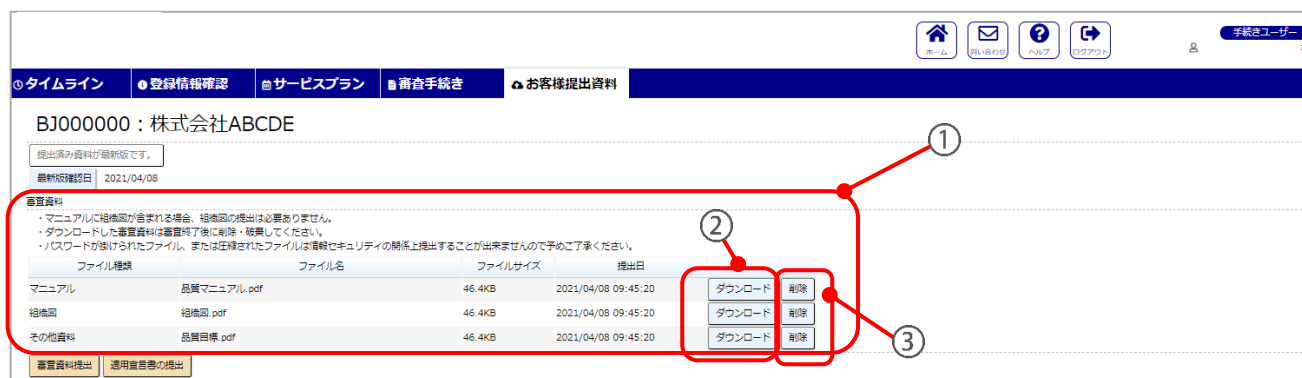 ホーム 問い合わせ ヘルプ ログアウト 手続きユーザー
タイムライン 登録情報確認 サービスプラン 審査手続き お客様提出資料
BJ000000：株式会社ABCDE
①
提出済み資料が最新版です。
最新版確認日 2021/04/08
審査資料
・マニュアルに組織図が含まれる場合、組織図の提出は必要ありません。
②
・ダウンロードした審査資料は審査終了後に削除・破棄してください。
・パスワードが掛けられたファイル、または圧縮されたファイルは情報セキュリティの関係上提出することが出来ませんので予めご了承ください。
ファイル種類 ファイル名 ファイルサイズ 提出日
マニュアル 品質マニュアル.pdf 46.4KB 2021/04/08 09:45:20 ダウンロード 削除
組織図 組織図.pdf 46.4KB 2021/04/08 09:45:20 ダウンロード 削除
その他資料 品質目標.pdf 46.4KB 2021/04/08 09:45:20 ダウンロード 削除
③
審査資料提出 適用宣言書の提出